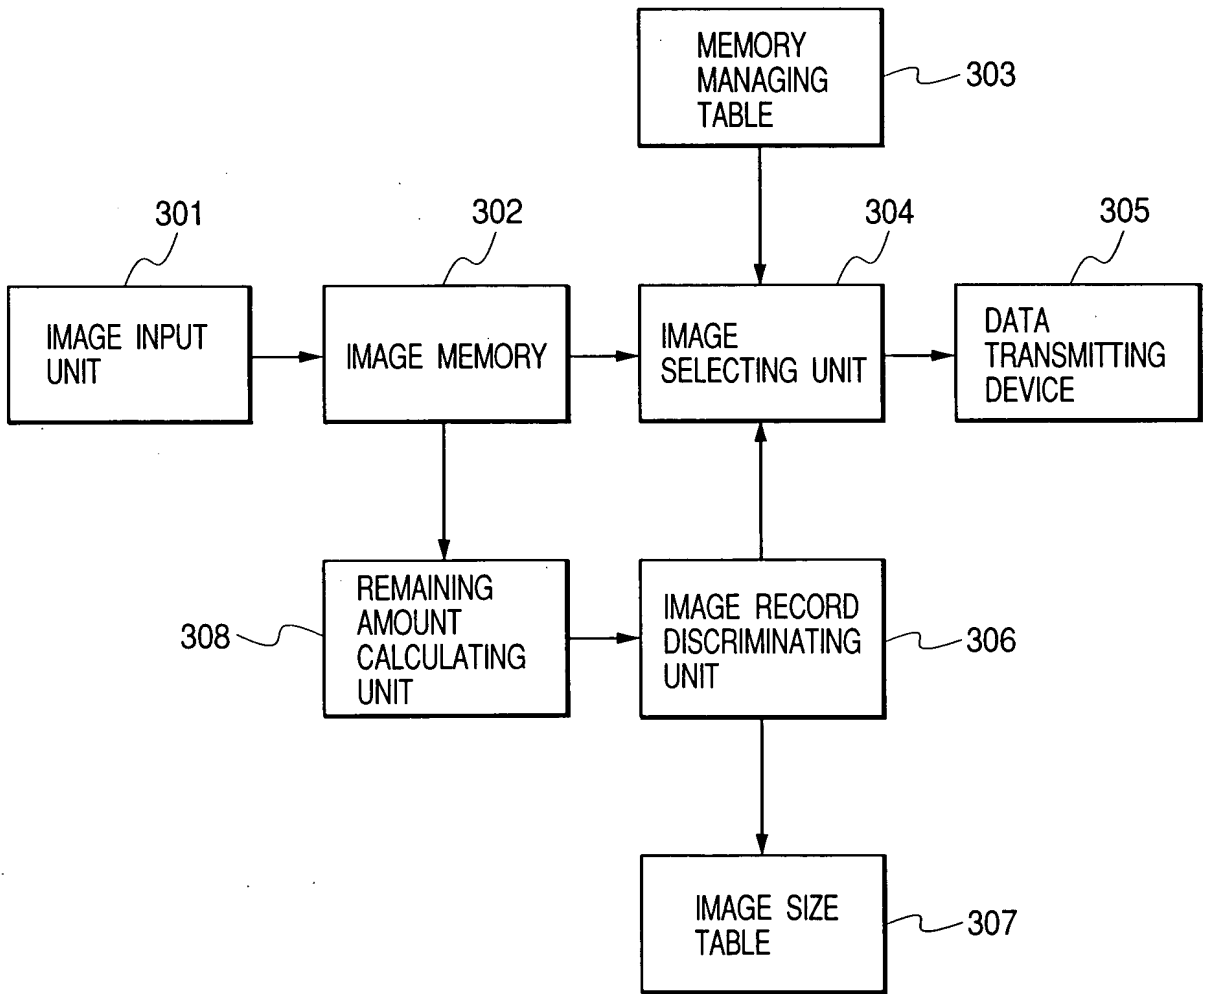 MEMORY
MANAGING
TABLE
303
301
302
304
305
IMAGE INPUT
UNIT
IMAGE MEMORY
IMAGE
SELECTING UNIT
DATA
TRANSMITTING
DEVICE
308
REMAINING
AMOUNT
CALCULATING
UNIT
IMAGE RECORD
DISCRIMINATING
UNIT
306
IMAGE SIZE
TABLE
307